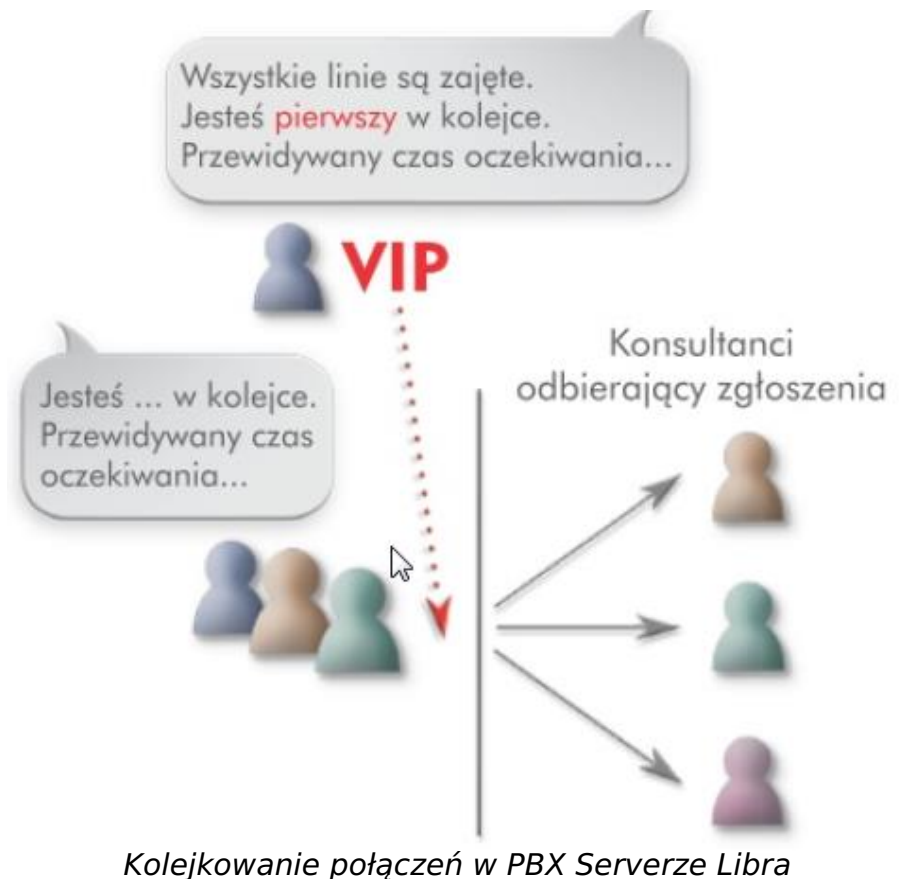 Wszystkie linie są zajęte.
Jesteś pierwszy w kolejce.
Przewidywany czas oczekiwania...
VIP
Jesteś ... w kolejce.
Przewidywany czas
oczekiwania...
Konsultanci
odbierający zgłoszenia
Kolejkowanie połączeń w PBX Serverze Libra